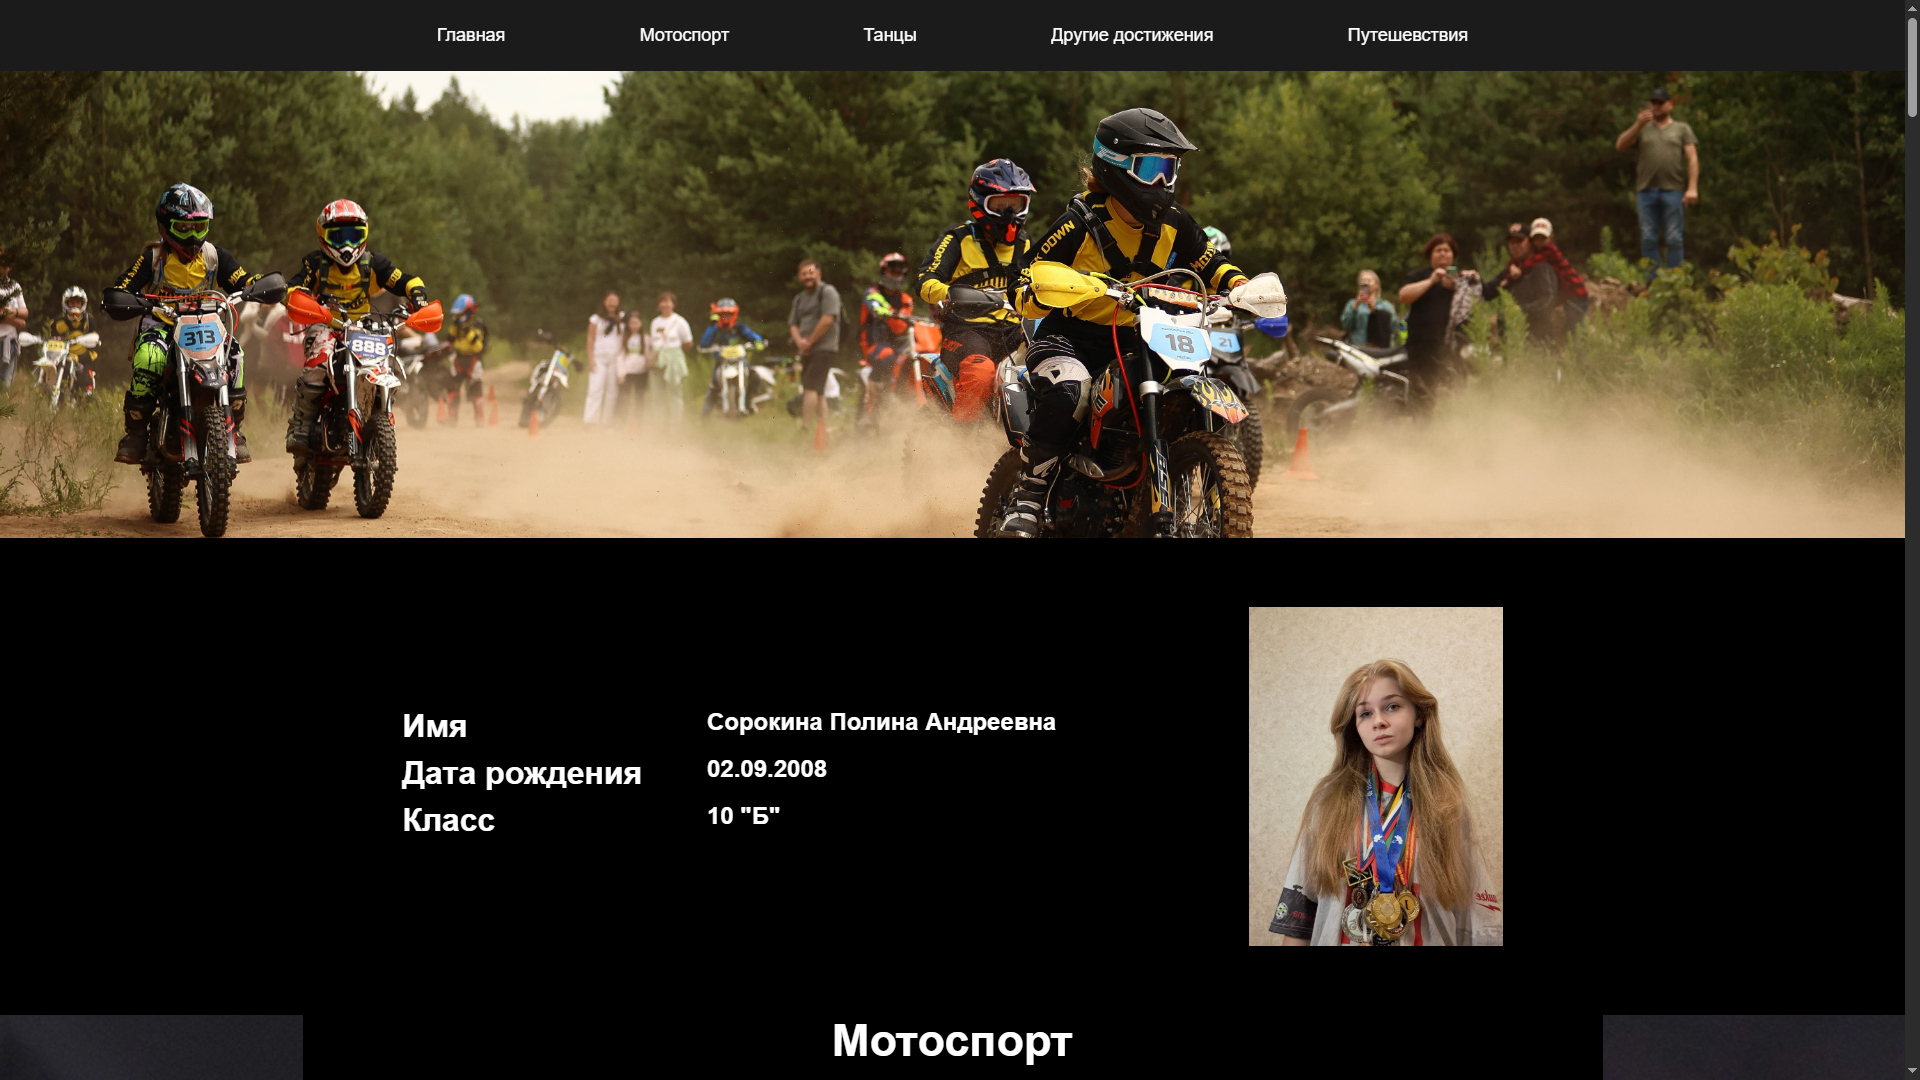 Главная Мотоспорт Танцы Другие достижения Путешевствия
313
888
18
21
Имя Сорокина Полина Андреевна
Дата рождения 02.09.2008
Класс 10 "Б"
Мотоспорт